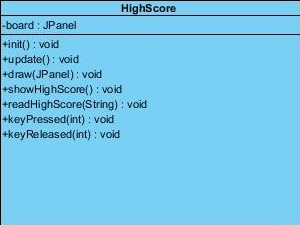 HighScore
-board : JPanel
+init() : void
+update() : void
+draw(JPanel) : void
+showHighScore() : void
+readHighScore(String) : void
+keyPressed(int) : void
+keyReleased(int) : void